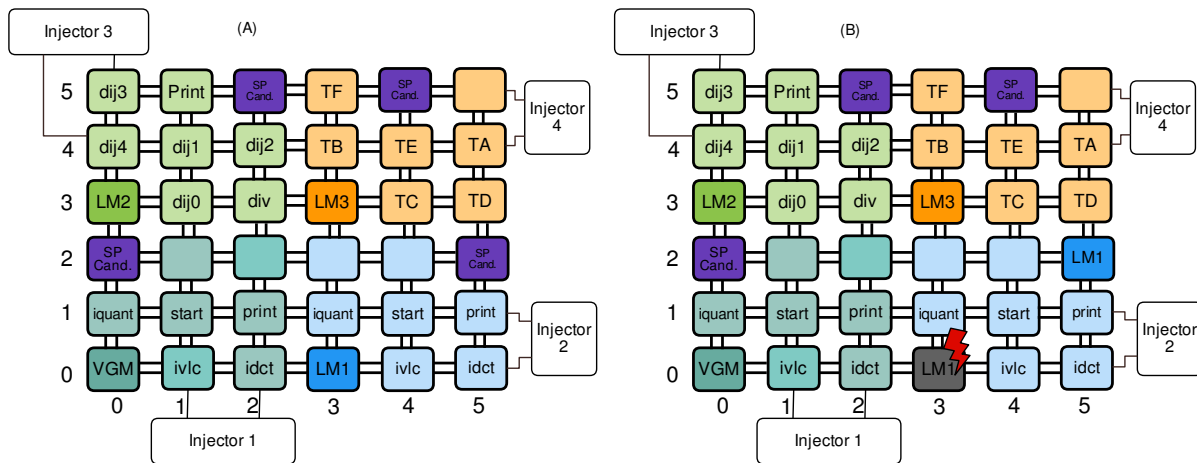 Injector 3
(A)
5
dij3
Print
SP
Cand.
TF
SP
Cand.
Injector
4
4
dij4
dij1
dij2
TB
TE
TA
3
LM2
dij0
div
LM3
TC
TD
2
SP
Cand.
SP
Cand.
1
iquant
start
print
iquant
start
print
Injector
2
0
VGM
ivlc
idct
LM1
ivlc
idct
0
1
2
3
4
5
Injector 1
Injector 3
(B)
5
dij3
Print
SP
Cand.
TF
SP
Cand.
Injector
4
4
dij4
dij1
dij2
TB
TE
TA
3
LM2
dij0
div
LM3
TC
TD
2
SP
Cand.
LM1
1
iquant
start
print
iquant
start
print
Injector
2
0
VGM
ivlc
idct
LM1
ivlc
idct
0
1
2
3
4
5
Injector 1